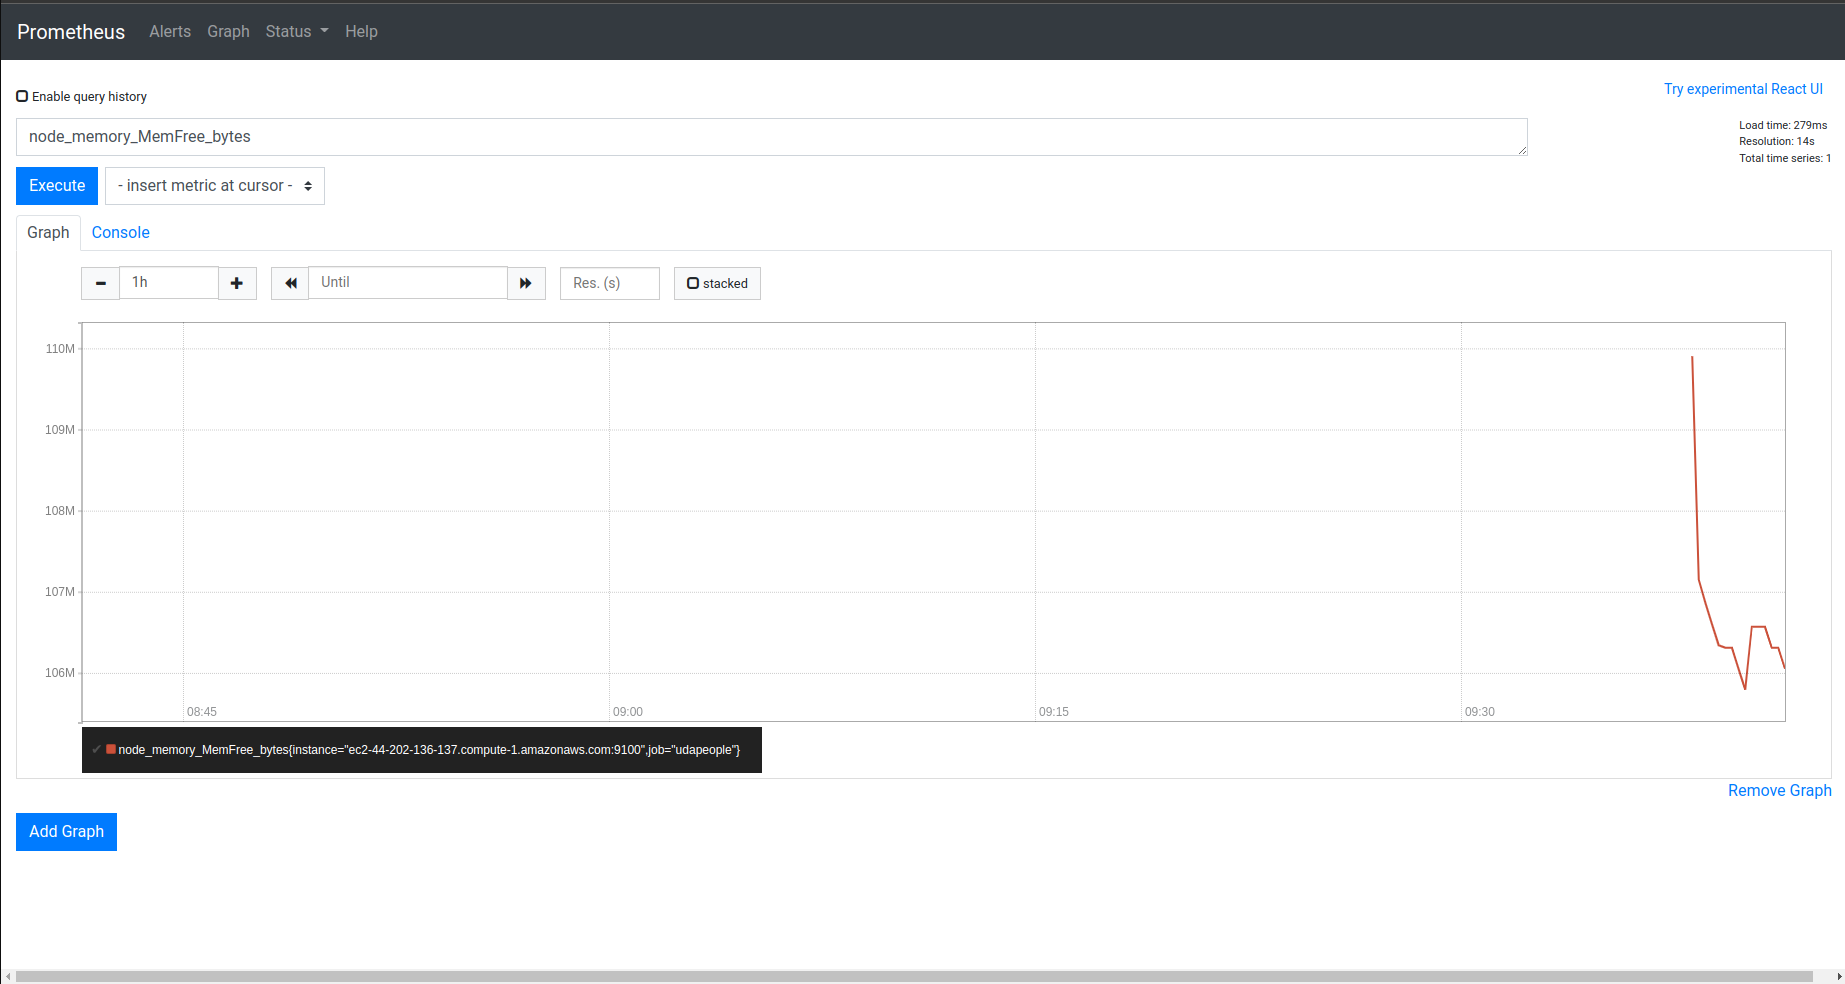 Prometheus Alerts Graph Status Help
Enable query history
Try experimental React UI
node_memory_MemFree_bytes
Load time: 279ms
Resolution: 14s
Total time series: 1
Execute - insert metric at cursor -
Graph Console
1h Until Res. (s) stacked
110M
109M
108M
107M
106M
08:45 09:00 09:15 09:30
node_memory_MemFree_bytes{instance="ec2-44-202-136-137.compute-1.amazonaws.com:9100",job="udapeople"}
Remove Graph
Add Graph